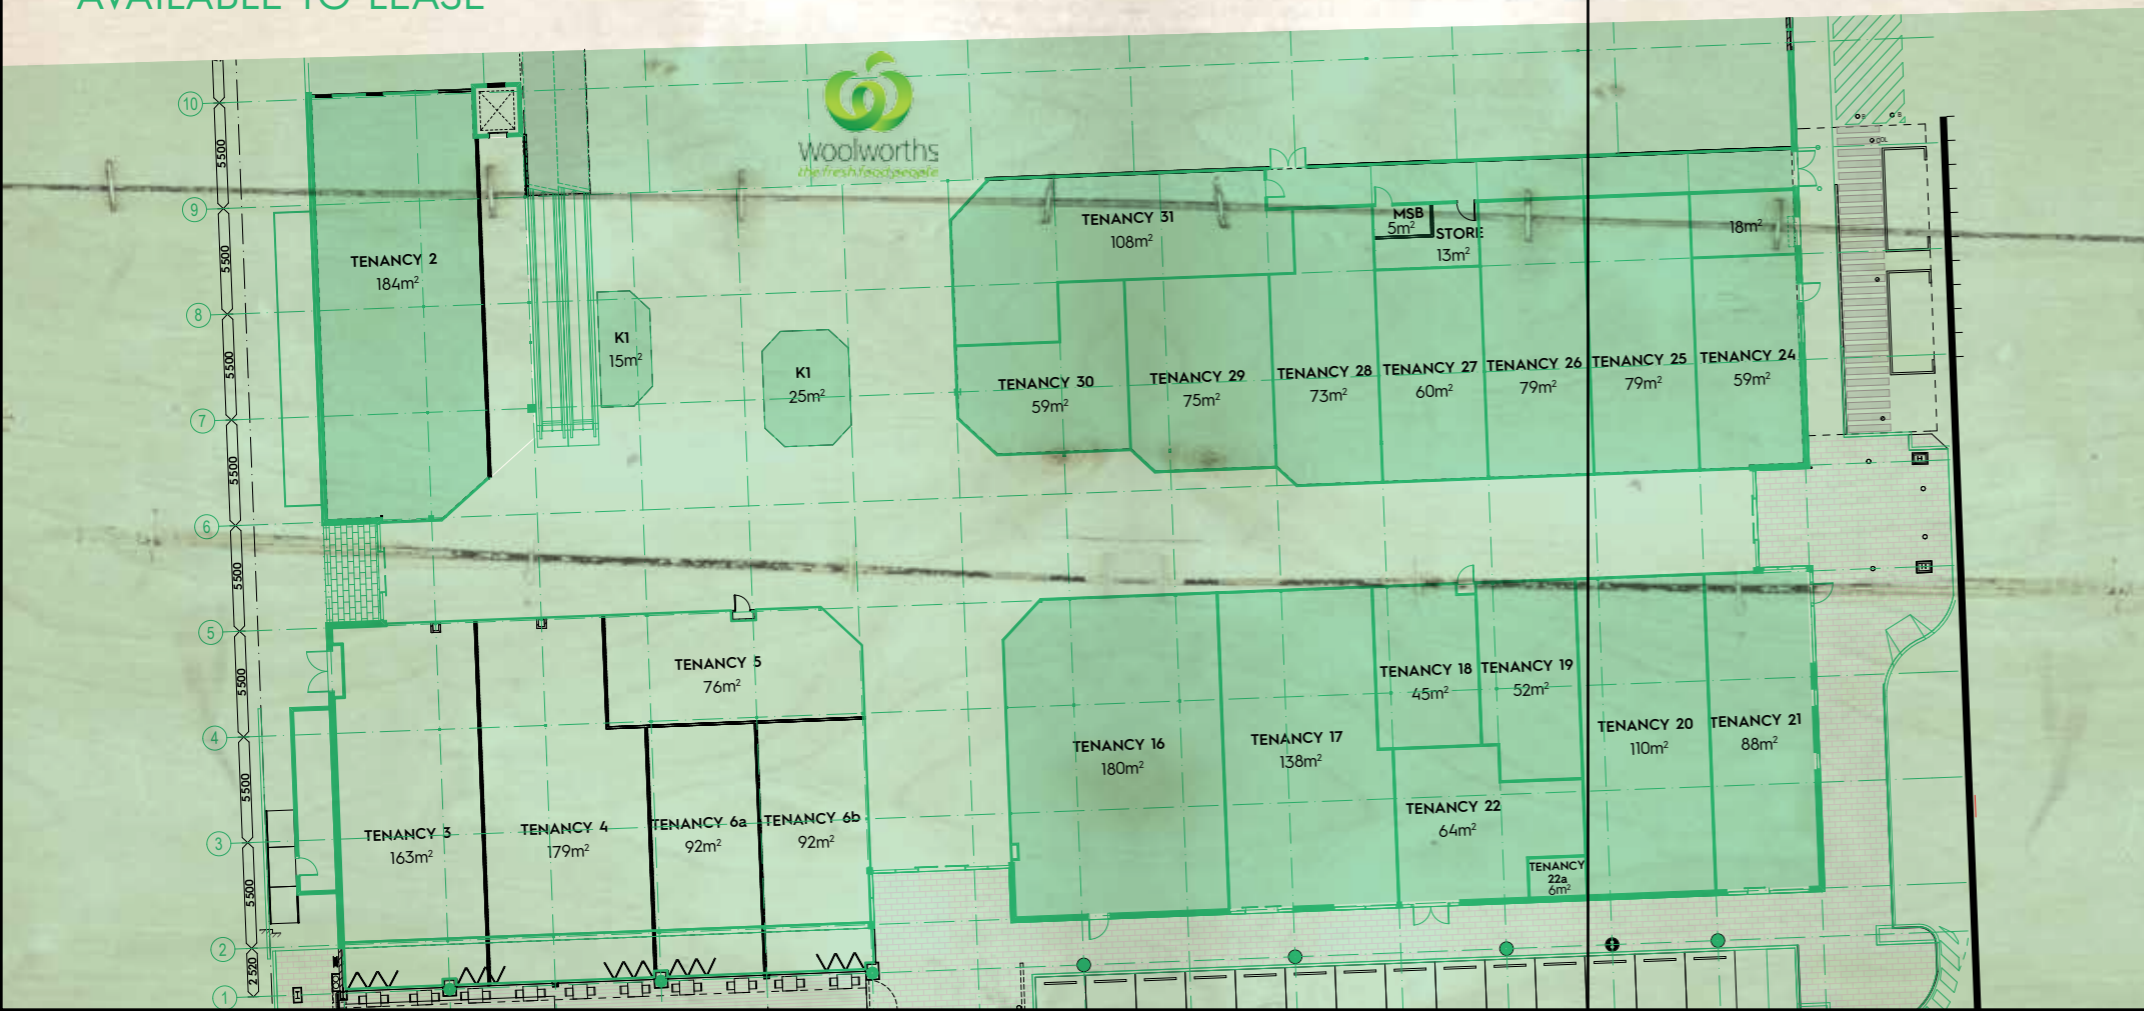 AVAILABLE TO LEASE
Woolworths
the fresh food people
10
9
8
7
6
5
4
3
2
1
5500
5500
5500
5500
5500
5500
5500
5500
2 520
TENANCY 2
184m²
K1
15m²
K1
25m²
TENANCY 31
108m²
MSB
5m²
STORE
13m²
18m²
TENANCY 30
59m²
TENANCY 29
75m²
TENANCY 28
73m²
TENANCY 27
60m²
TENANCY 26
79m²
TENANCY 25
79m²
TENANCY 24
59m²
TENANCY 3
163m²
TENANCY 4
179m²
TENANCY 5
76m²
TENANCY 6a
92m²
TENANCY 6b
92m²
TENANCY 16
180m²
TENANCY 17
138m²
TENANCY 18
45m²
TENANCY 19
52m²
TENANCY 20
110m²
TENANCY 21
88m²
TENANCY 22
64m²
TENANCY
22a
6m²